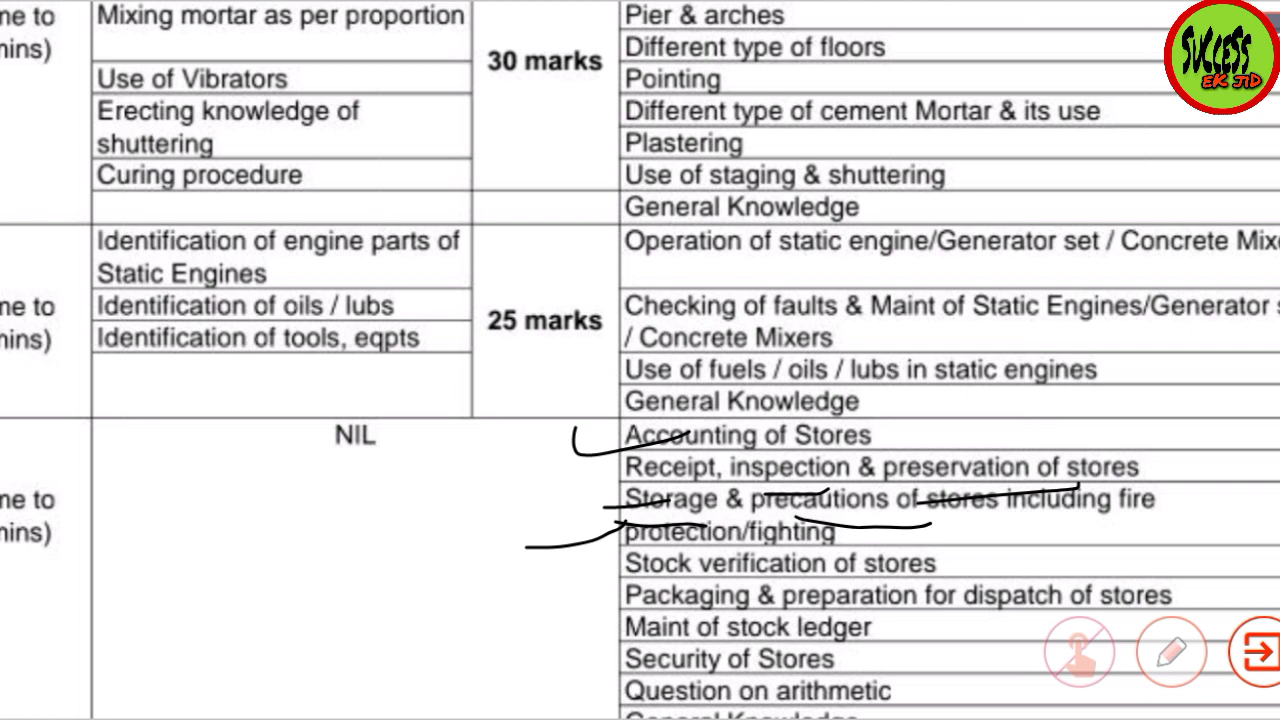 ne to
mins)
Mixing mortar as per proportion
Use of Vibrators
Erecting knowledge of
shuttering
Curing procedure
30 marks
Pier & arches
Different type of floors
Pointing
Different type of cement Mortar & its use
Plastering
Use of staging & shuttering
General Knowledge
SUCCESS
EK JID
ne to
mins)
Identification of engine parts of
Static Engines
Identification of oils / lubs
Identification of tools, eqpts
25 marks
Operation of static engine/Generator set / Concrete Mix
Checking of faults & Maint of Static Engines/Generator
/ Concrete Mixers
Use of fuels / oils / lubs in static engines
General Knowledge
ne to
mins)
NIL
Accounting of Stores
Receipt, inspection & preservation of stores
Storage & precautions of stores including fire
protection/fighting
Stock verification of stores
Packaging & preparation for dispatch of stores
Maint of stock ledger
Security of Stores
Question on arithmetic
General Knowledge